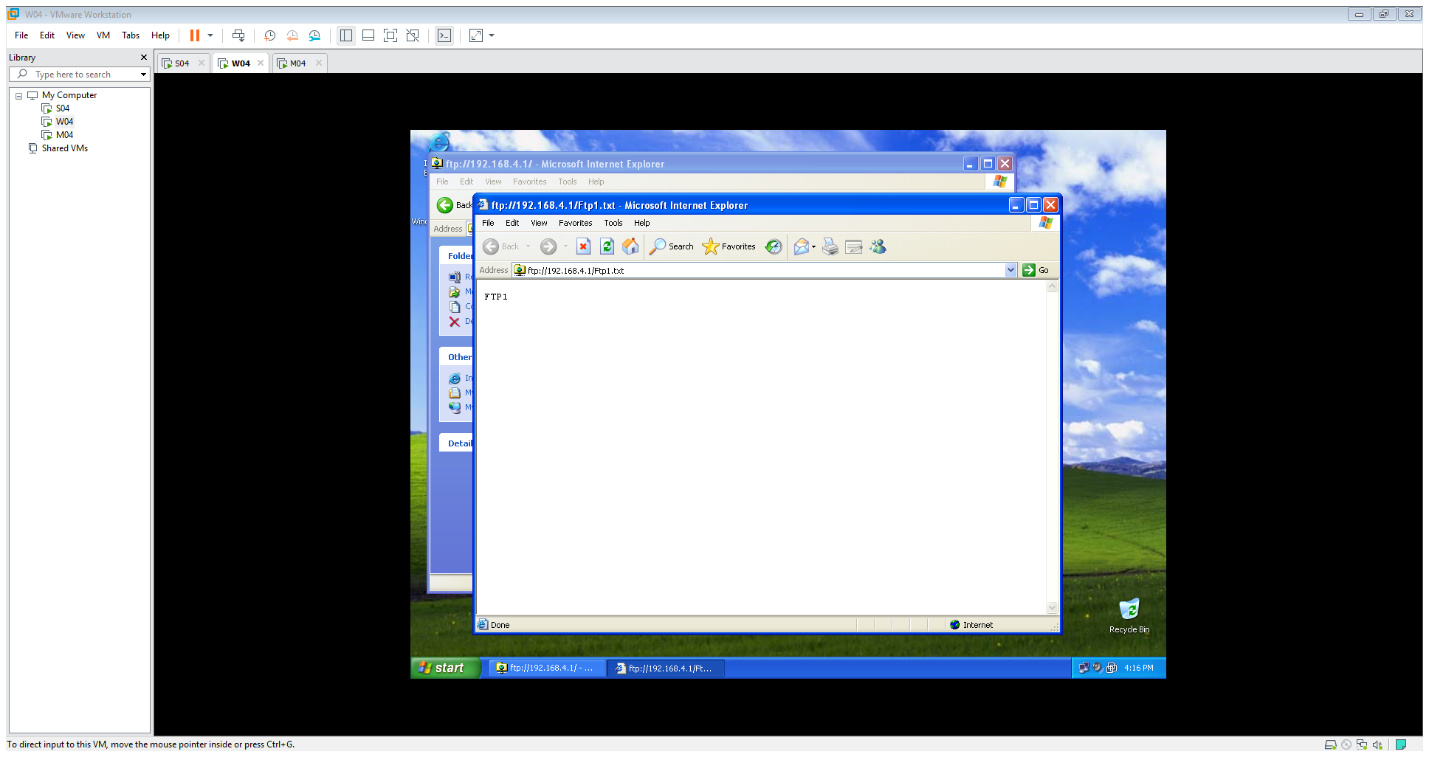 W04 - VMware Workstation
File Edit View VM Tabs Help
Library
Type here to search
My Computer
S04
W04
M04
Shared VMs
S04 W04 M04
ftp://192.168.4.1/ - Microsoft Internet Explorer
File Edit View Favorites Tools Help
Back
Address
Folder
Other
Detail
ftp://192.168.4.1/Ftp1.txt - Microsoft Internet Explorer
File Edit View Favorites Tools Help
Back Search Favorites
Address ftp://192.168.4.1/Ftp1.txt Go
FTP1
Done Internet
Recycle Bin
start ftp://192.168.4.1/ - ... ftp://192.168.4.1/Ft... 4:16 PM
To direct input to this VM, move the mouse pointer inside or press Ctrl+G.